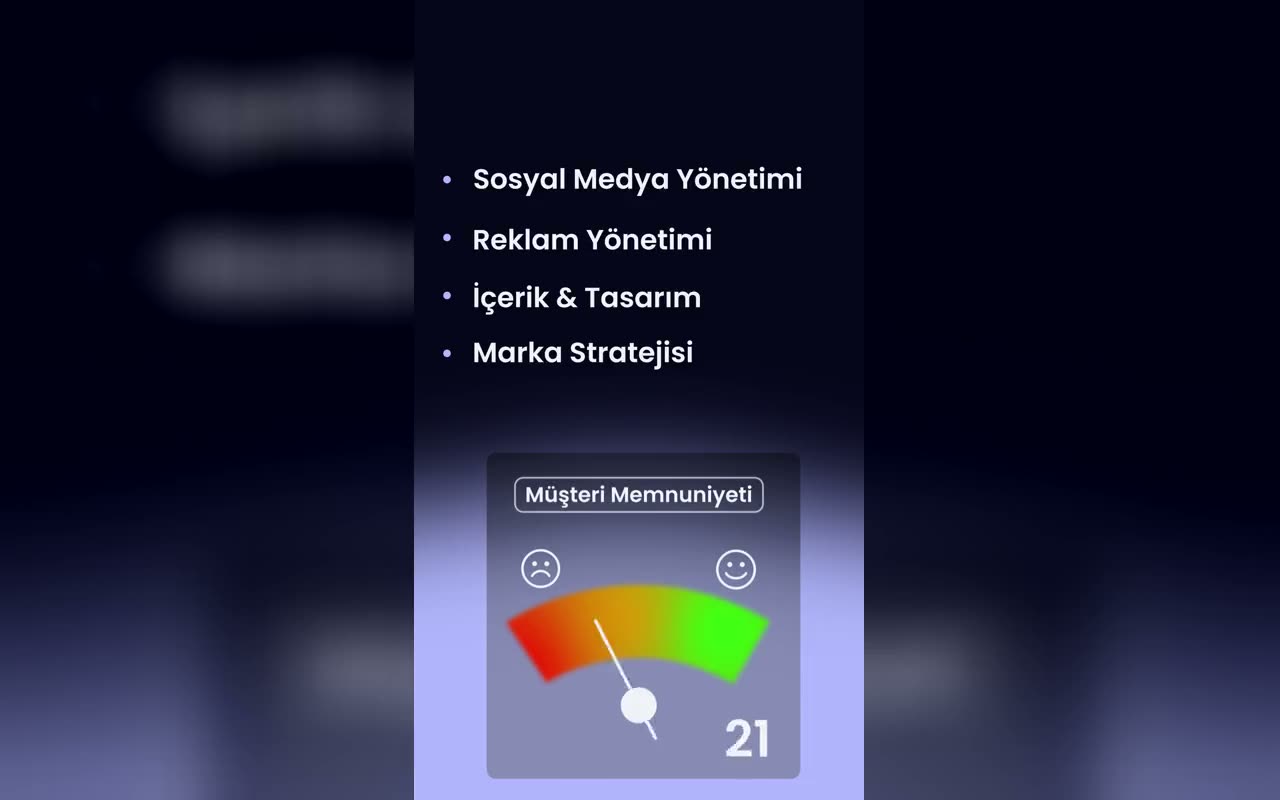 Sosyal Medya Yönetimi
Reklam Yönetimi
İçerik & Tasarım
Marka Stratejisi
Müşteri Memnuniyeti
21